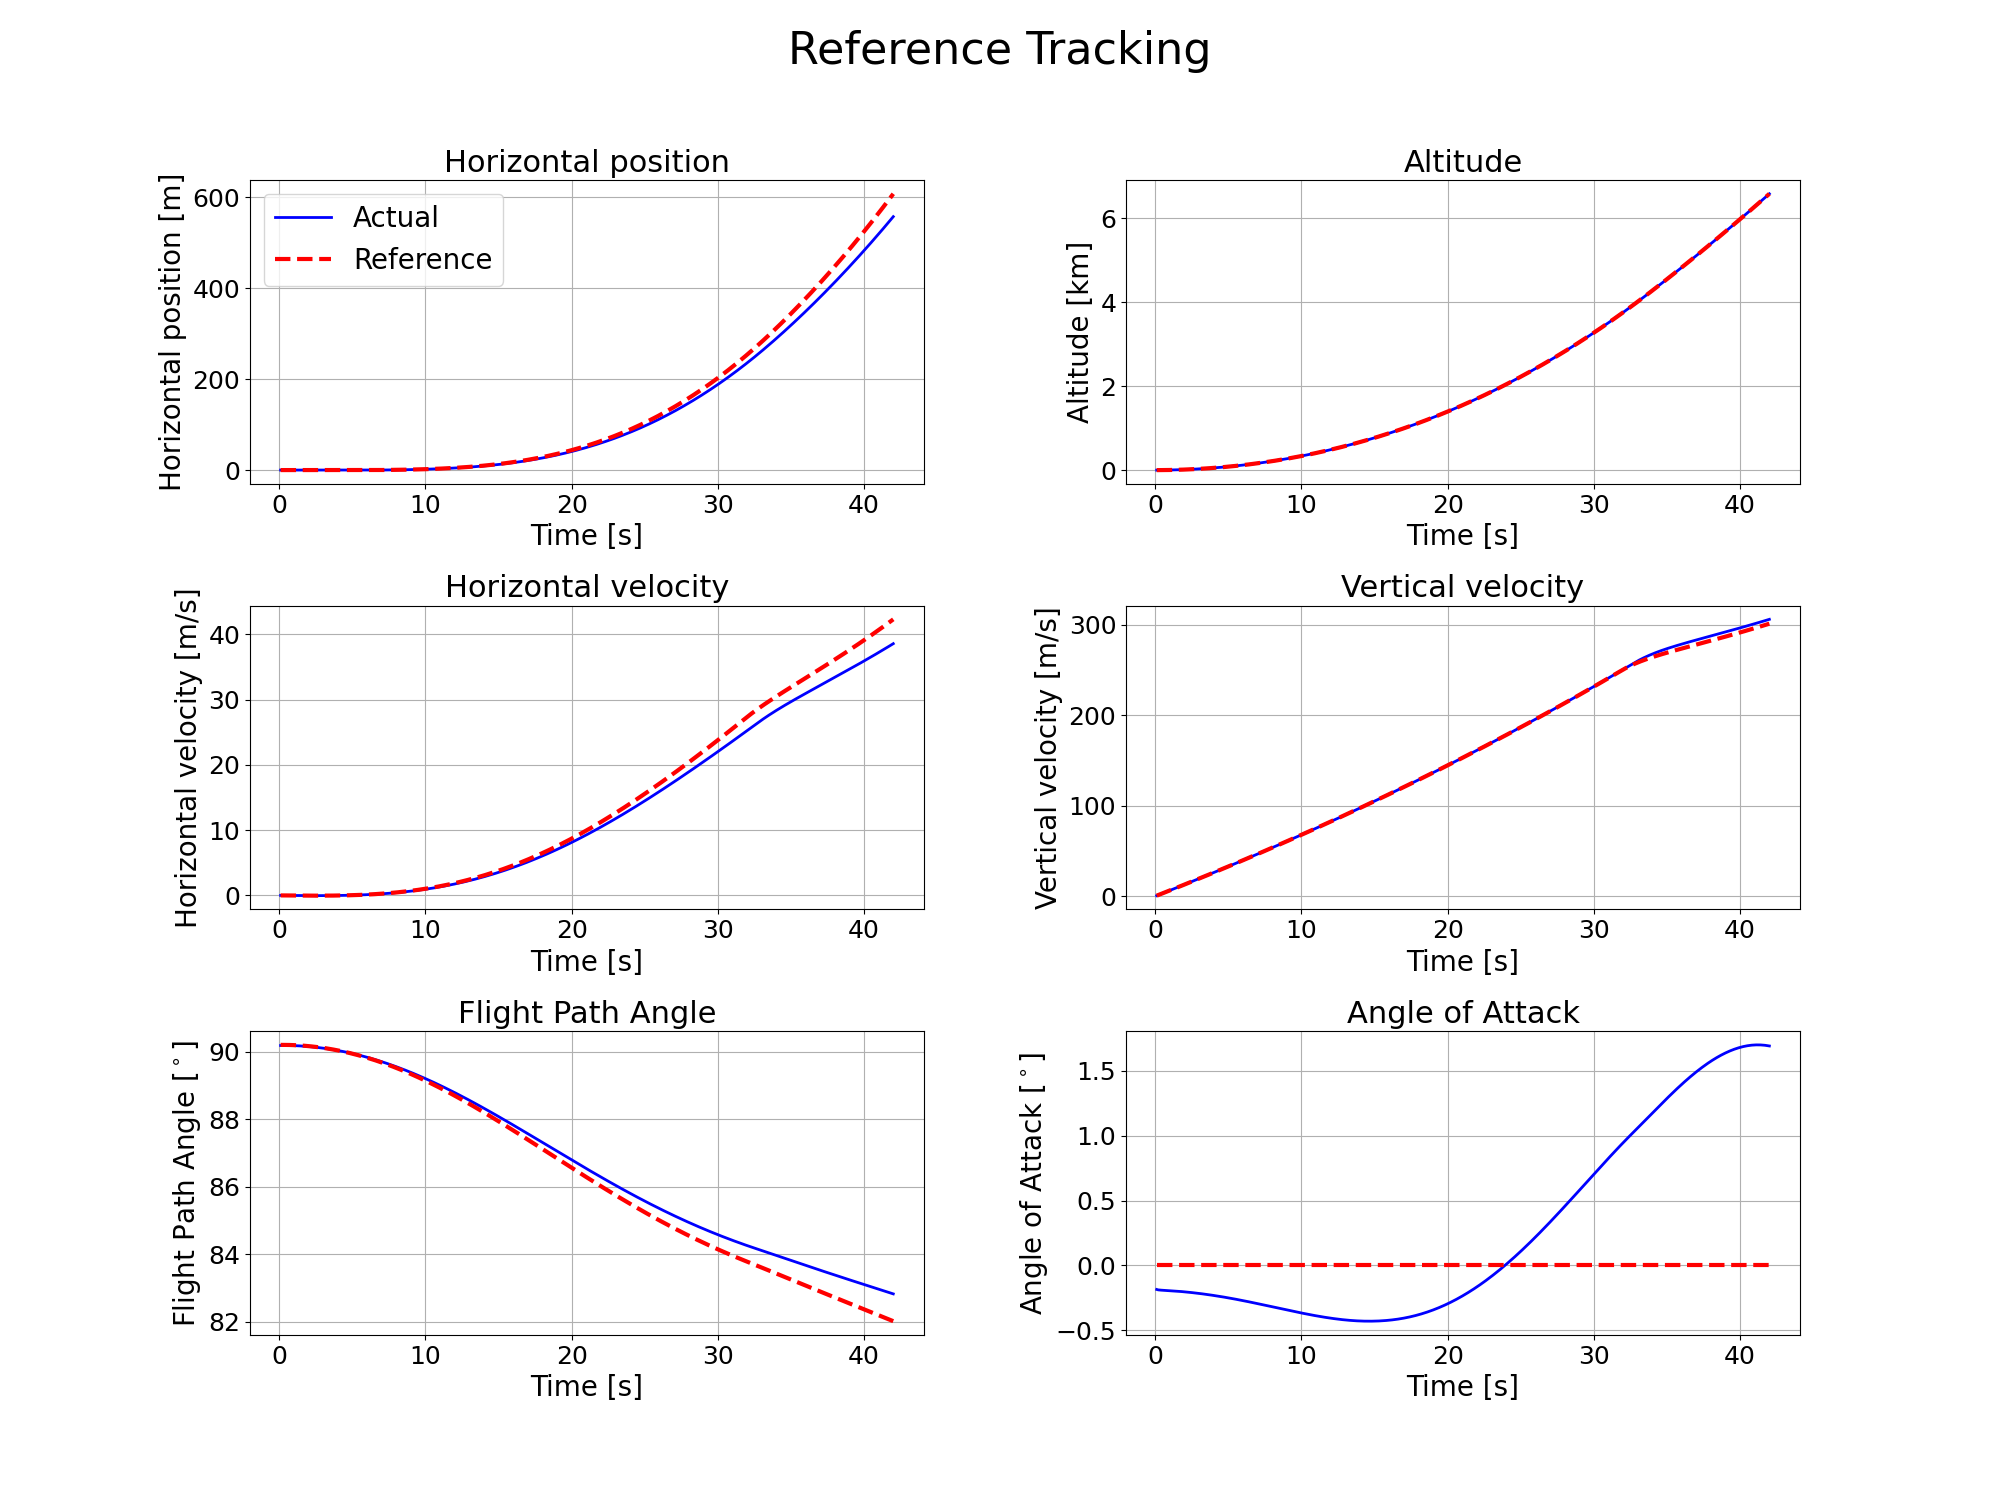 Reference Tracking
Horizontal position
Horizontal position [m]
600
400
200
0
Actual
Reference
0 10 20 30 40
Time [s]
Altitude
Altitude [km]
6
4
2
0
0 10 20 30 40
Time [s]
Horizontal velocity
Horizontal velocity [m/s]
40
30
20
10
0
0 10 20 30 40
Time [s]
Vertical velocity
Vertical velocity [m/s]
300
200
100
0
0 10 20 30 40
Time [s]
Flight Path Angle
Flight Path Angle [°]
90
88
86
84
82
0 10 20 30 40
Time [s]
Angle of Attack
Angle of Attack [°]
1.5
1.0
0.5
0.0
−0.5
0 10 20 30 40
Time [s]